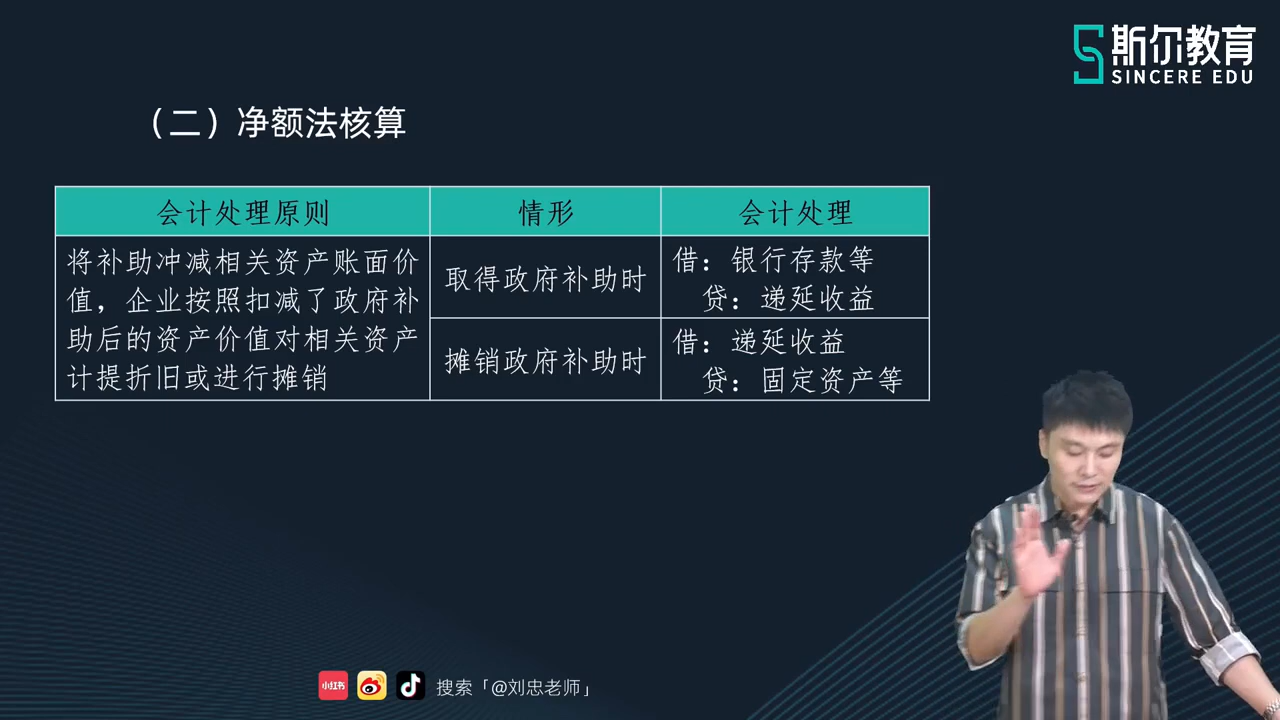 斯尔教育
SINCERE EDU
（二）净额法核算
会计处理原则
情形
会计处理
将补助冲减相关资产账面价
值，企业按照扣减了政府补
助后的资产价值对相关资产
计提折旧或进行摊销
取得政府补助时
借：银行存款等
贷：递延收益
摊销政府补助时
借：递延收益
贷：固定资产等
小红书
搜索「@刘忠老师」